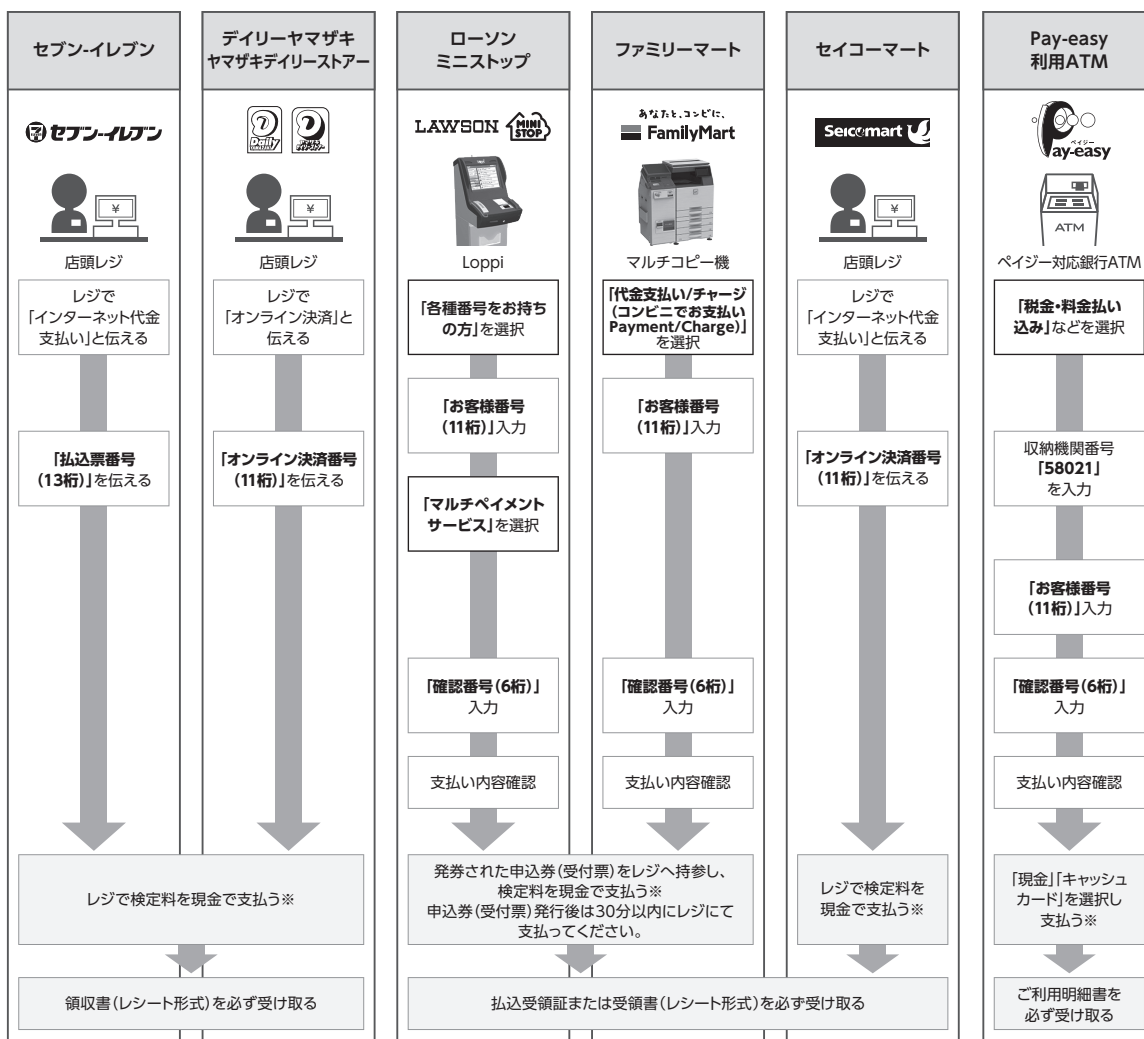 セブン-イレブン
セブン-イレブン
店頭レジ
レジで
「インターネット代金
支払い」と伝える
「払込票番号
(13桁)」を伝える
デイリーヤマザキ
ヤマザキデイリーストアー
Daily
店頭レジ
レジで
「オンライン決済」と
伝える
「オンライン決済番号
(11桁)」を伝える
レジで検定料を現金で支払う※
領収書(レシート形式)を必ず受け取る
ローソン
ミニストップ
LAWSON MINI STOP
Loppi
「各種番号をお持ち
の方」を選択
「お客様番号
(11桁)」入力
「マルチペイメント
サービス」を選択
「確認番号(6桁)」
入力
支払い内容確認
ファミリーマート
あなたと、コンビに、
FamilyMart
マルチコピー機
「代金支払い/チャージ
(コンビニでお支払い
Payment/Charge)」
を選択
「お客様番号
(11桁)」入力
「確認番号(6桁)」
入力
支払い内容確認
発券された申込券(受付票)をレジへ持参し、
検定料を現金で支払う※
申込券(受付票)発行後は30分以内にレジにて
支払ってください。
セイコーマート
Seicomart
店頭レジ
レジで
「インターネット代金
支払い」と伝える
「オンライン決済番号
(11桁)」を伝える
レジで検定料を
現金で支払う※
払込受領証または受領書(レシート形式)を必ず受け取る
Pay-easy
利用ATM
ペイジー
Pay-easy
ATM
ペイジー対応銀行ATM
「税金・料金払い
込み」などを選択
収納機関番号
「58021」
を入力
「お客様番号
(11桁)」入力
「確認番号(6桁)」
入力
支払い内容確認
「現金」「キャッシュ
カード」を選択し
支払う※
ご利用明細書を
必ず受け取る